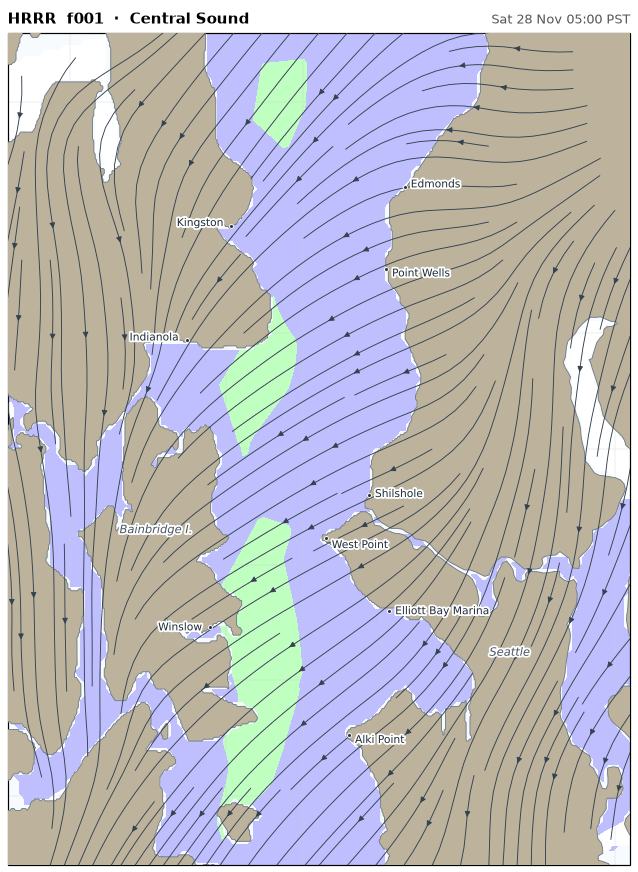 HRRR f001 · Central Sound
Sat 28 Nov 05:00 PST
Edmonds
Kingston
Point Wells
Indianola
Shilshole
Bainbridge I.
West Point
Elliott Bay Marina
Winslow
Seattle
Alki Point